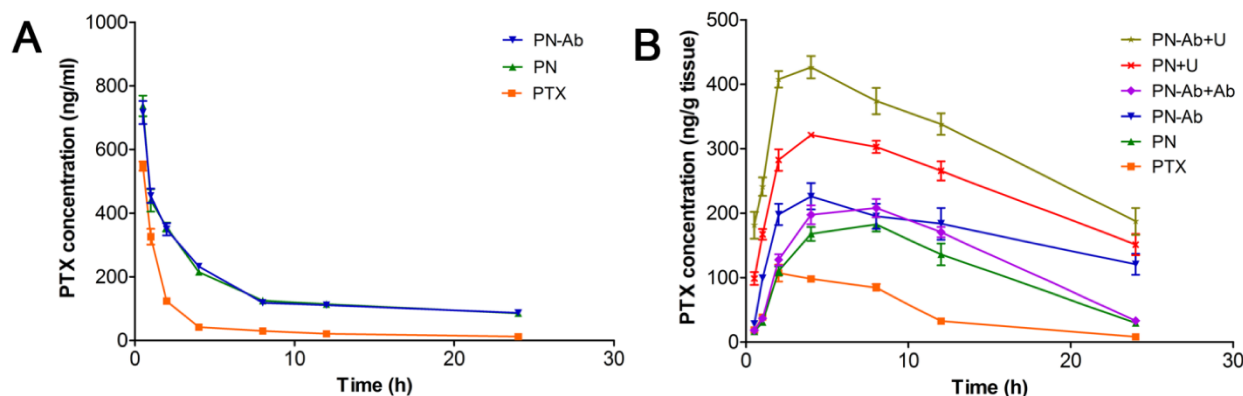 A
PTX concentration (ng/ml)
1000
800
600
400
200
0
0
10
20
30
Time (h)
PN-Ab
PN
PTX
B
PTX concentration (ng/g tissue)
500
400
300
200
100
0
0
10
20
30
Time (h)
PN-Ab+U
PN+U
PN-Ab+Ab
PN-Ab
PN
PTX